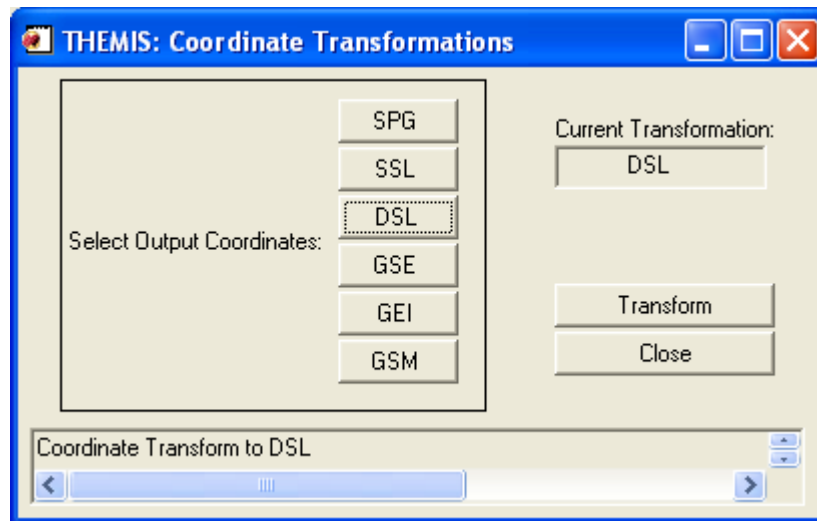 THEMIS: Coordinate Transformations
Select Output Coordinates:
SPG
SSL
DSL
GSE
GEI
GSM
Current Transformation:
DSL
Transform
Close
Coordinate Transform to DSL